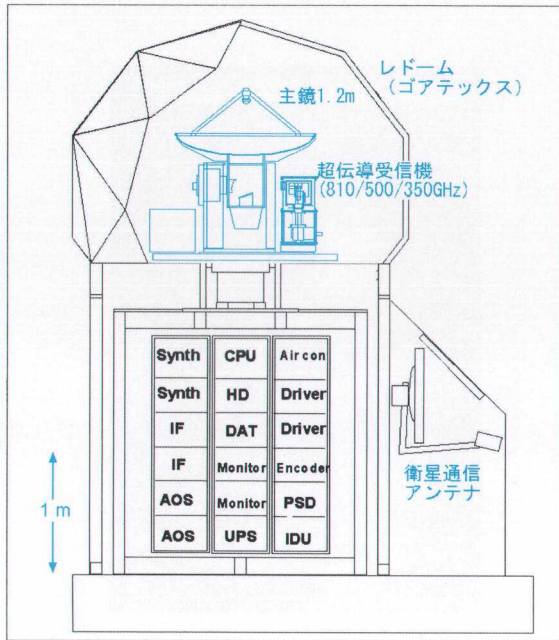 レドーム
（ゴアテックス）
主鏡1.2m
超伝導受信機
(810/500/350GHz)
Synth CPU Aircon
Synth HD Driver
IF DAT Driver
IF Monitor Encoder
AOS Monitor PSD
AOS UPS IDU
衛星通信
アンテナ
1 m